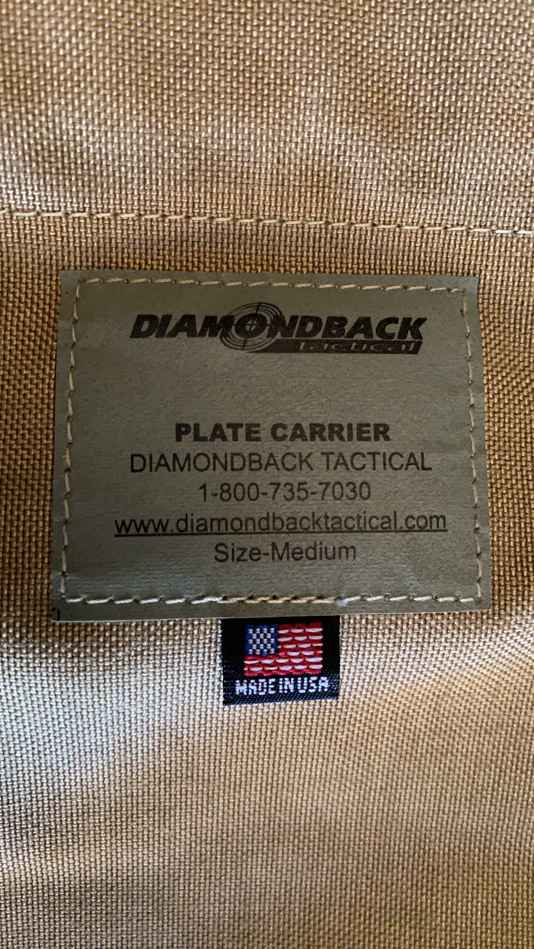 DIAMONDBACK
tactical
PLATE CARRIER
DIAMONDBACK TACTICAL
1-800-735-7030
www.diamondbacktactical.com
Size-Medium
MADE IN USA